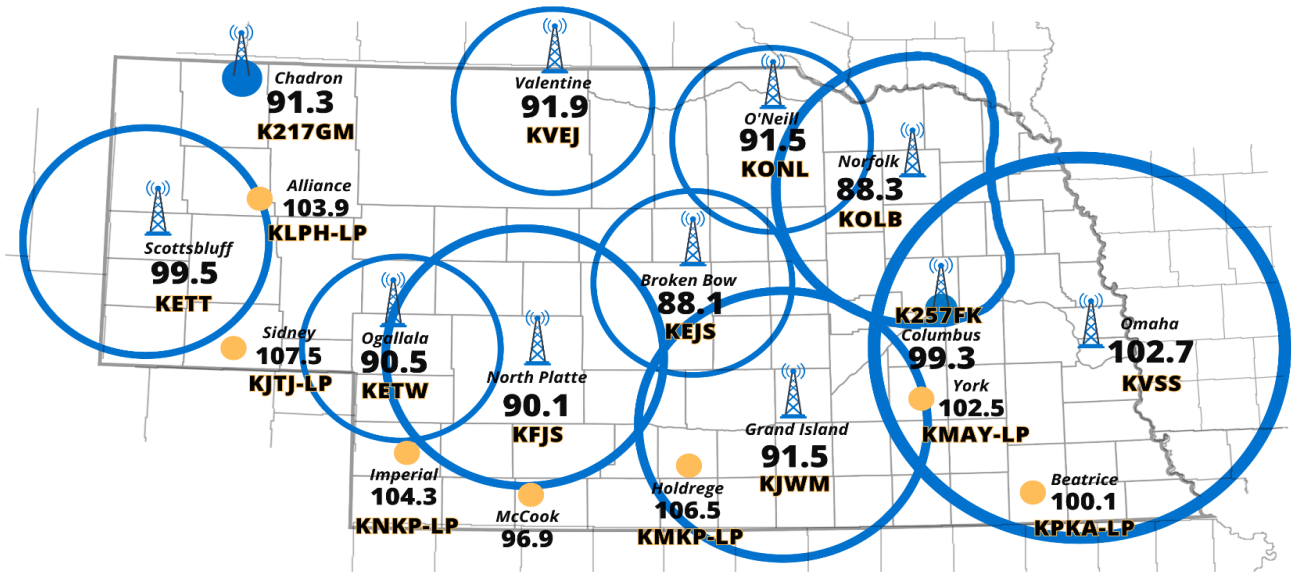 Chadron
91.3
K217GM
Valentine
91.9
KVEJ
O'Neill
91.5
KONL
Norfolk
88.3
KOLB
Alliance
103.9
KLPH-LP
Scottsbluff
99.5
KETT
Broken Bow
88.1
KEJS
K257FK
Columbus
99.3
Omaha
102.7
KVSS
Sidney
107.5
KJTJ-LP
Ogallala
90.5
KETW
North Platte
90.1
KFJS
York
102.5
KMAY-LP
Grand Island
91.5
KJWM
Imperial
104.3
KNKP-LP
McCook
96.9
Holdrege
106.5
KMKP-LP
Beatrice
100.1
KPKA-LP